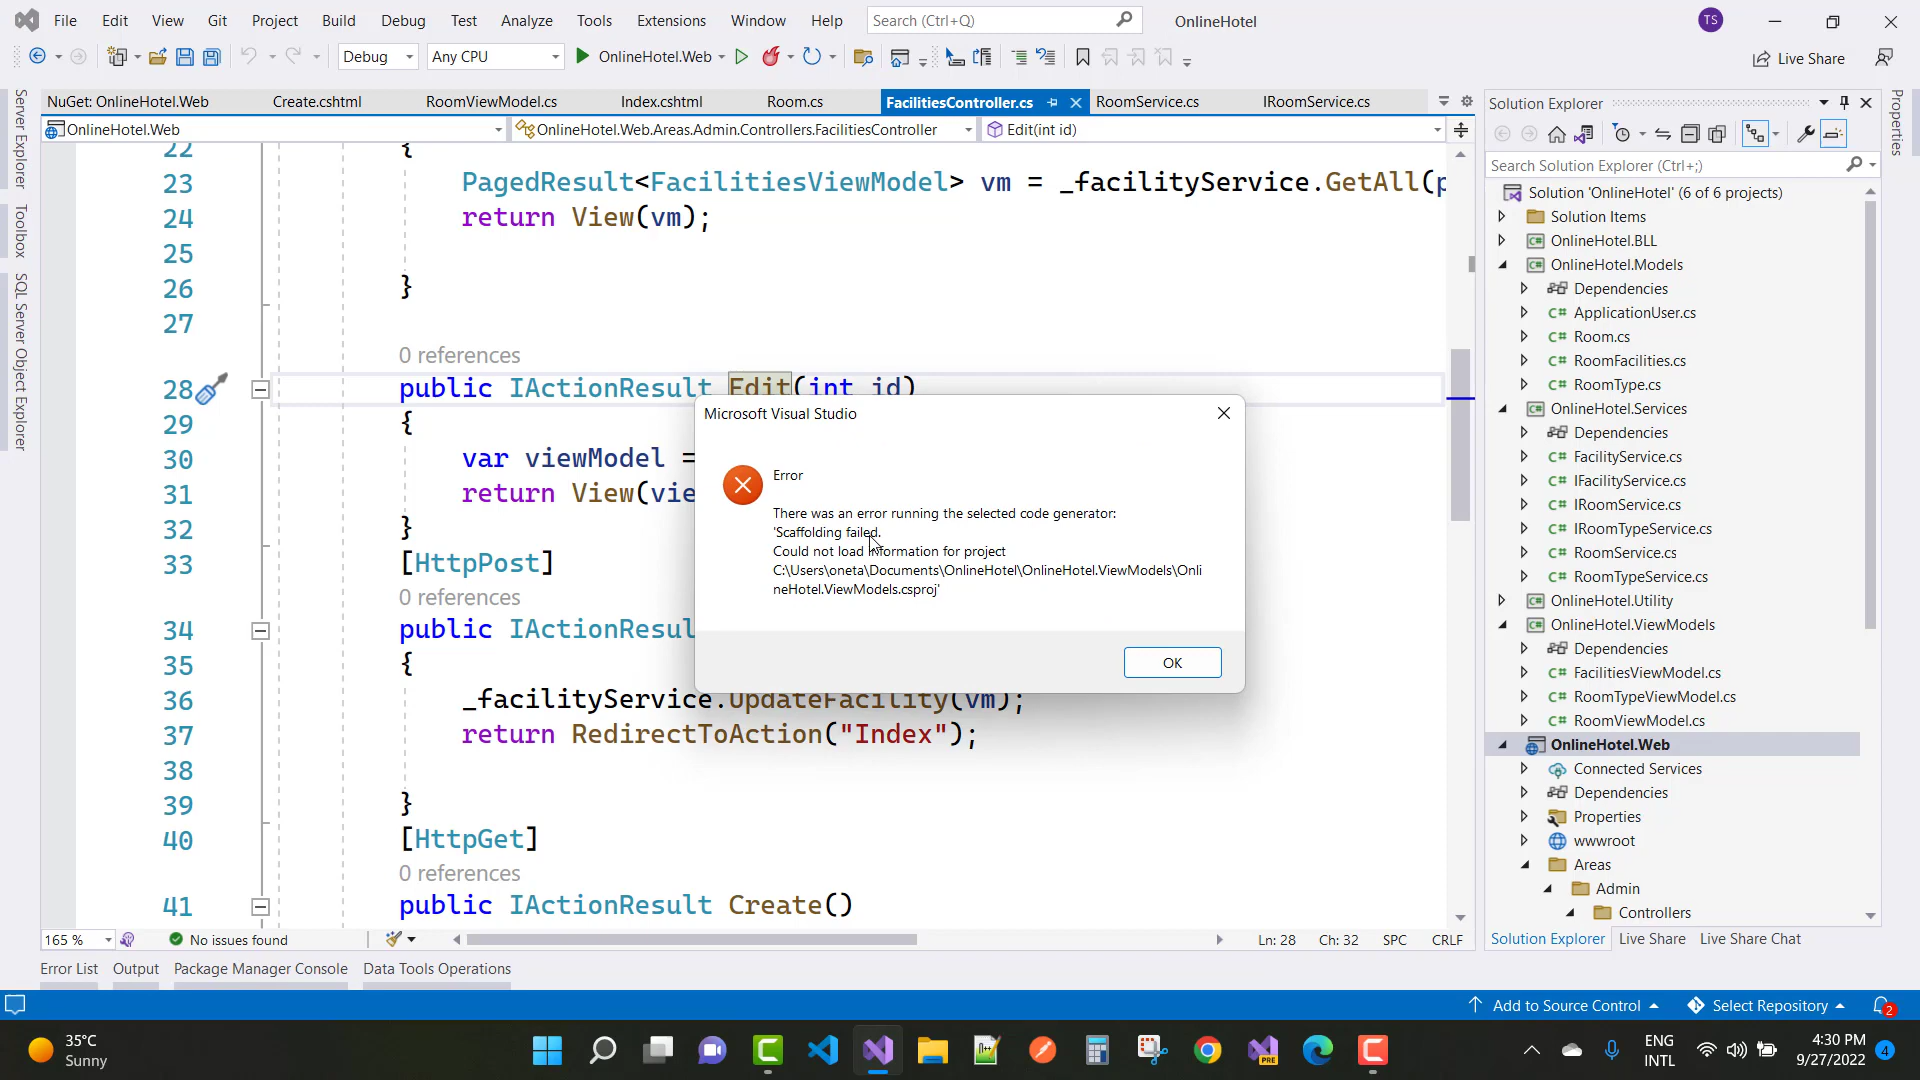 File Edit View Git Project Build Debug Test Analyze Tools Extensions Window Help Search (Ctrl+Q) OnlineHotel TS
Debug Any CPU OnlineHotel.Web Live Share
NuGet: OnlineHotel.Web Create.cshtml RoomViewModel.cs Index.cshtml Room.cs FacilitiesController.cs RoomService.cs IRoomService.cs
OnlineHotel.Web OnlineHotel.Web.Areas.Admin.Controllers.FacilitiesController Edit(int id)
Server Explorer
Toolbox
SQL Server Object Explorer
22 {
23 PagedResult<FacilitiesViewModel> vm = _facilityService.GetAll(p
24 return View(vm);
25
26 }
27
0 references
28 public IActionResult Edit(int id)
29 {
30 var viewModel =
31 return View(vie
32 }
33 [HttpPost]
0 references
34 public IActionResul
35 {
36 _facilityService.UpdateFacility(vm);
37 return RedirectToAction("Index");
38
39 }
40 [HttpGet]
0 references
41 public IActionResult Create()
Microsoft Visual Studio
Error
There was an error running the selected code generator:
'Scaffolding failed.
Could not load information for project
C:\Users\oneta\Documents\OnlineHotel\OnlineHotel.ViewModels\Onli
neHotel.ViewModels.csproj'
OK
165 % No issues found Ln: 28 Ch: 32 SPC CRLF
Error List Output Package Manager Console Data Tools Operations
Solution Explorer
Search Solution Explorer (Ctrl+;)
Solution 'OnlineHotel' (6 of 6 projects)
Solution Items
OnlineHotel.BLL
OnlineHotel.Models
Dependencies
ApplicationUser.cs
Room.cs
RoomFacilities.cs
RoomType.cs
OnlineHotel.Services
Dependencies
FacilityService.cs
IFacilityService.cs
IRoomService.cs
IRoomTypeService.cs
RoomService.cs
RoomTypeService.cs
OnlineHotel.Utility
OnlineHotel.ViewModels
Dependencies
FacilitiesViewModel.cs
RoomTypeViewModel.cs
RoomViewModel.cs
OnlineHotel.Web
Connected Services
Dependencies
Properties
wwwroot
Areas
Admin
Controllers
Solution Explorer Live Share Live Share Chat
Properties
Add to Source Control Select Repository 2
35°C
Sunny
PRE
ENG
INTL
4:30 PM
9/27/2022
4